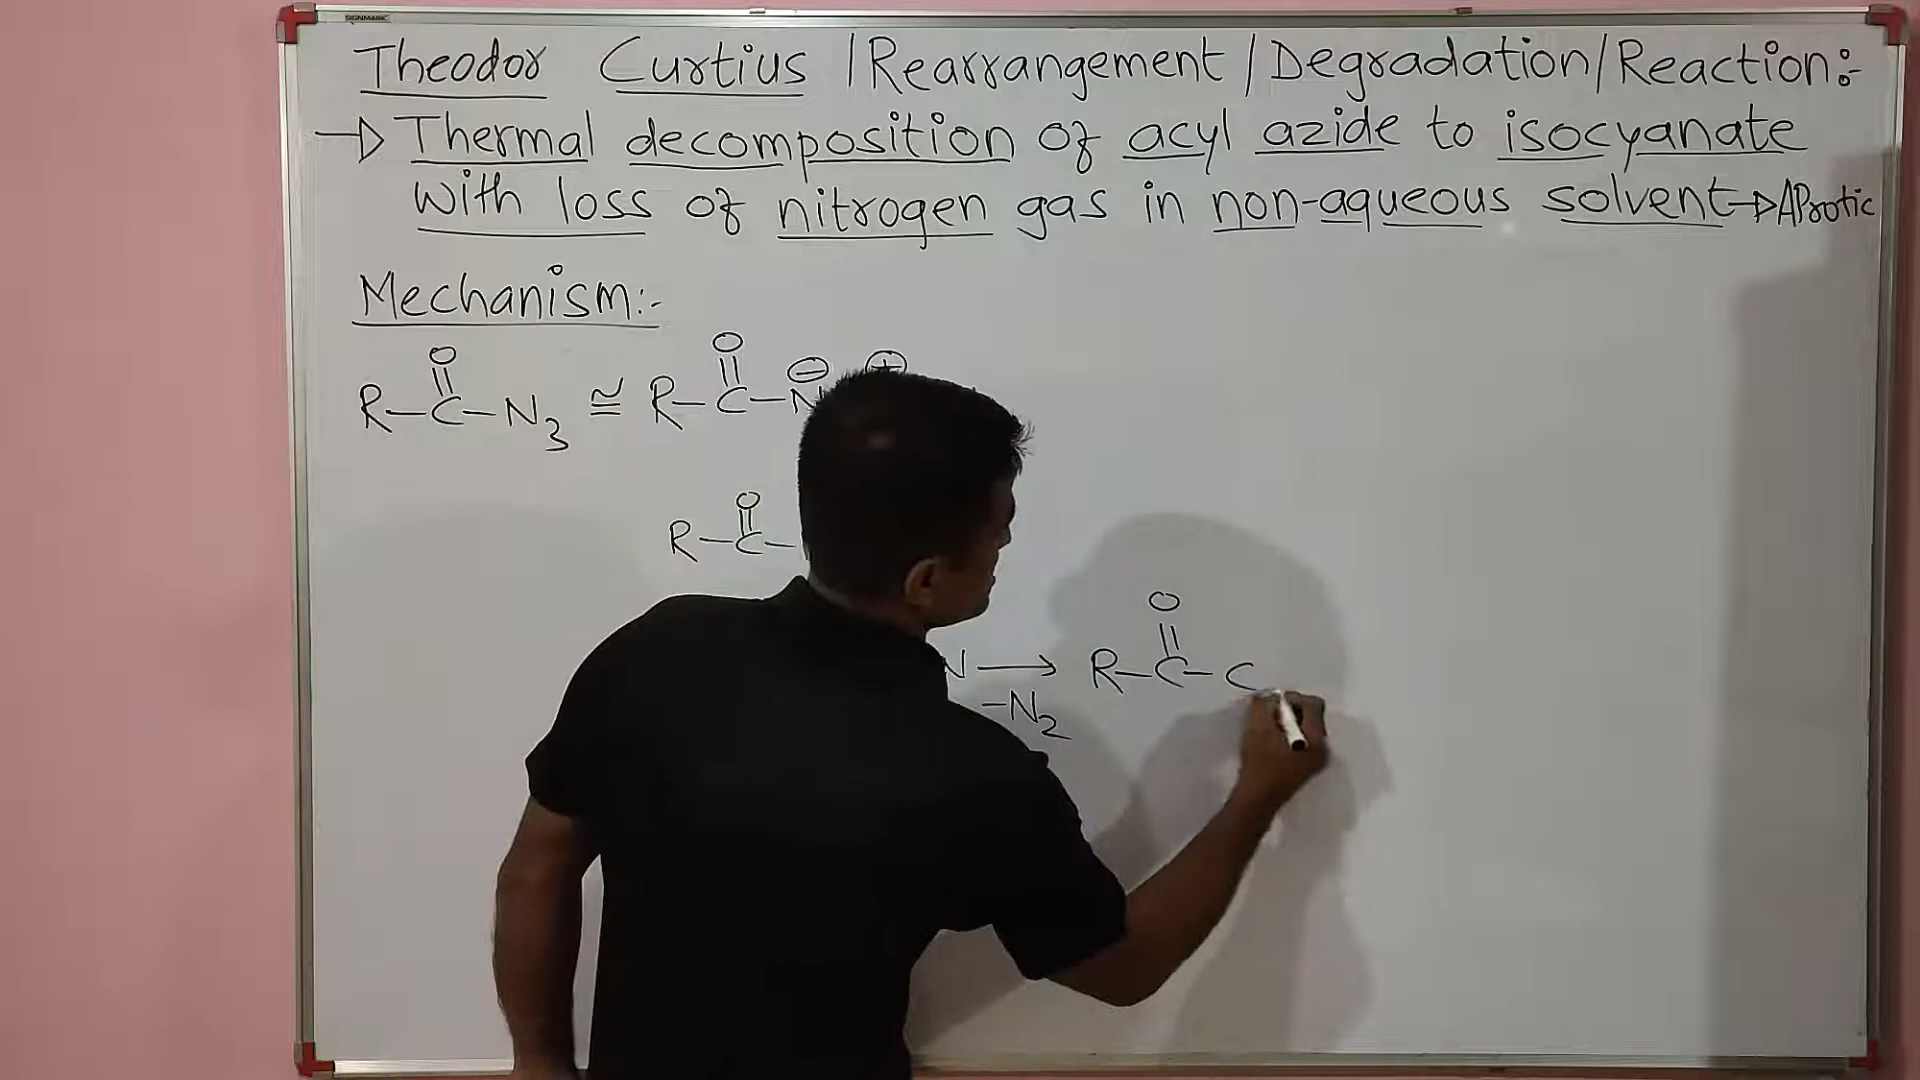 SIGNMARK
Theodor Curtius / Rearrangement / Degradation / Reaction:-
→ Thermal decomposition of acyl azide to isocyanate
with loss of nitrogen gas in non-aqueous solvent → AProtic
Mechanism:-
O ⊖ ⊕
R-C-N3 ≅ R-C-N
O
R-C-
O
N → R-C-C
-N2